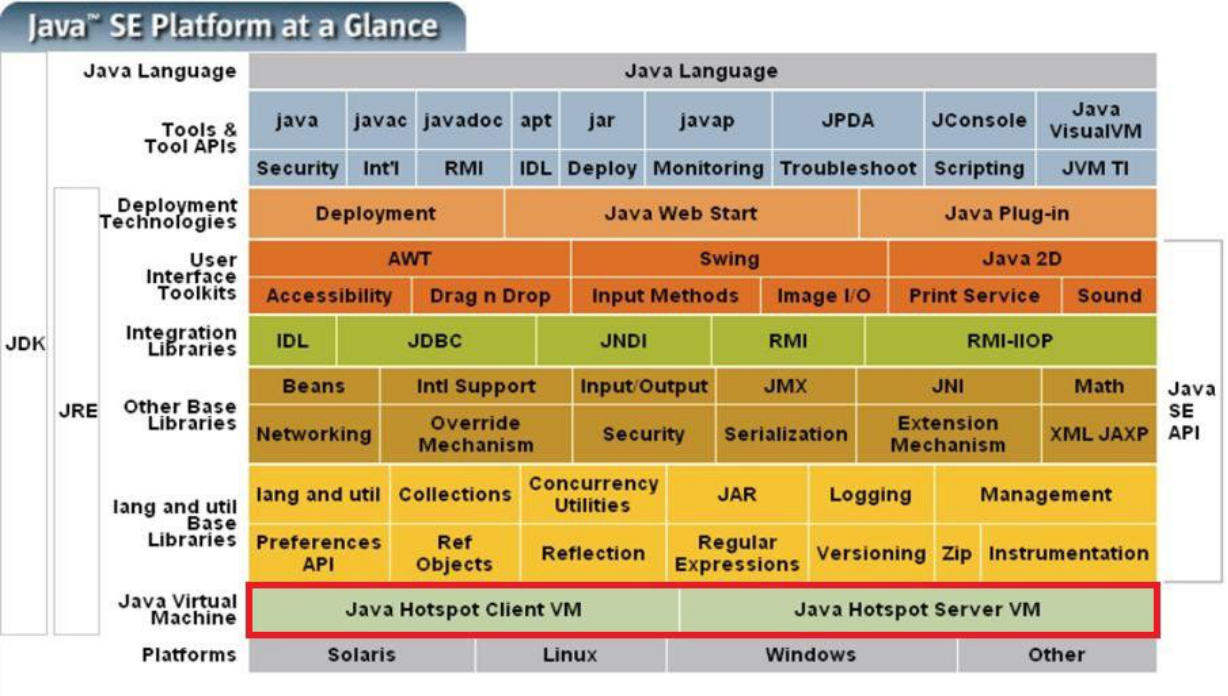 Java™ SE Platform at a Glance
Java Language
Java Language
Tools &
Tool APIs
java javac javadoc apt jar javap JPDA JConsole Java
VisualVM
Security Int'l RMI IDL Deploy Monitoring Troubleshoot Scripting JVM TI
Deployment
Technologies
Deployment Java Web Start Java Plug-in
User
Interface
Toolkits
AWT Swing Java 2D
Accessibility Drag n Drop Input Methods Image I/O Print Service Sound
Integration
Libraries
IDL JDBC JNDI RMI RMI-IIOP
JDK
JRE
Other Base
Libraries
Beans Intl Support Input/Output JMX JNI Math
Networking Override
Mechanism Security Serialization Extension
Mechanism XML JAXP
Java
SE
API
lang and util
Base
Libraries
lang and util Collections Concurrency
Utilities JAR Logging Management
Preferences
API Ref
Objects Reflection Regular
Expressions Versioning Zip Instrumentation
Java Virtual
Machine
Java Hotspot Client VM Java Hotspot Server VM
Platforms
Solaris Linux Windows Other